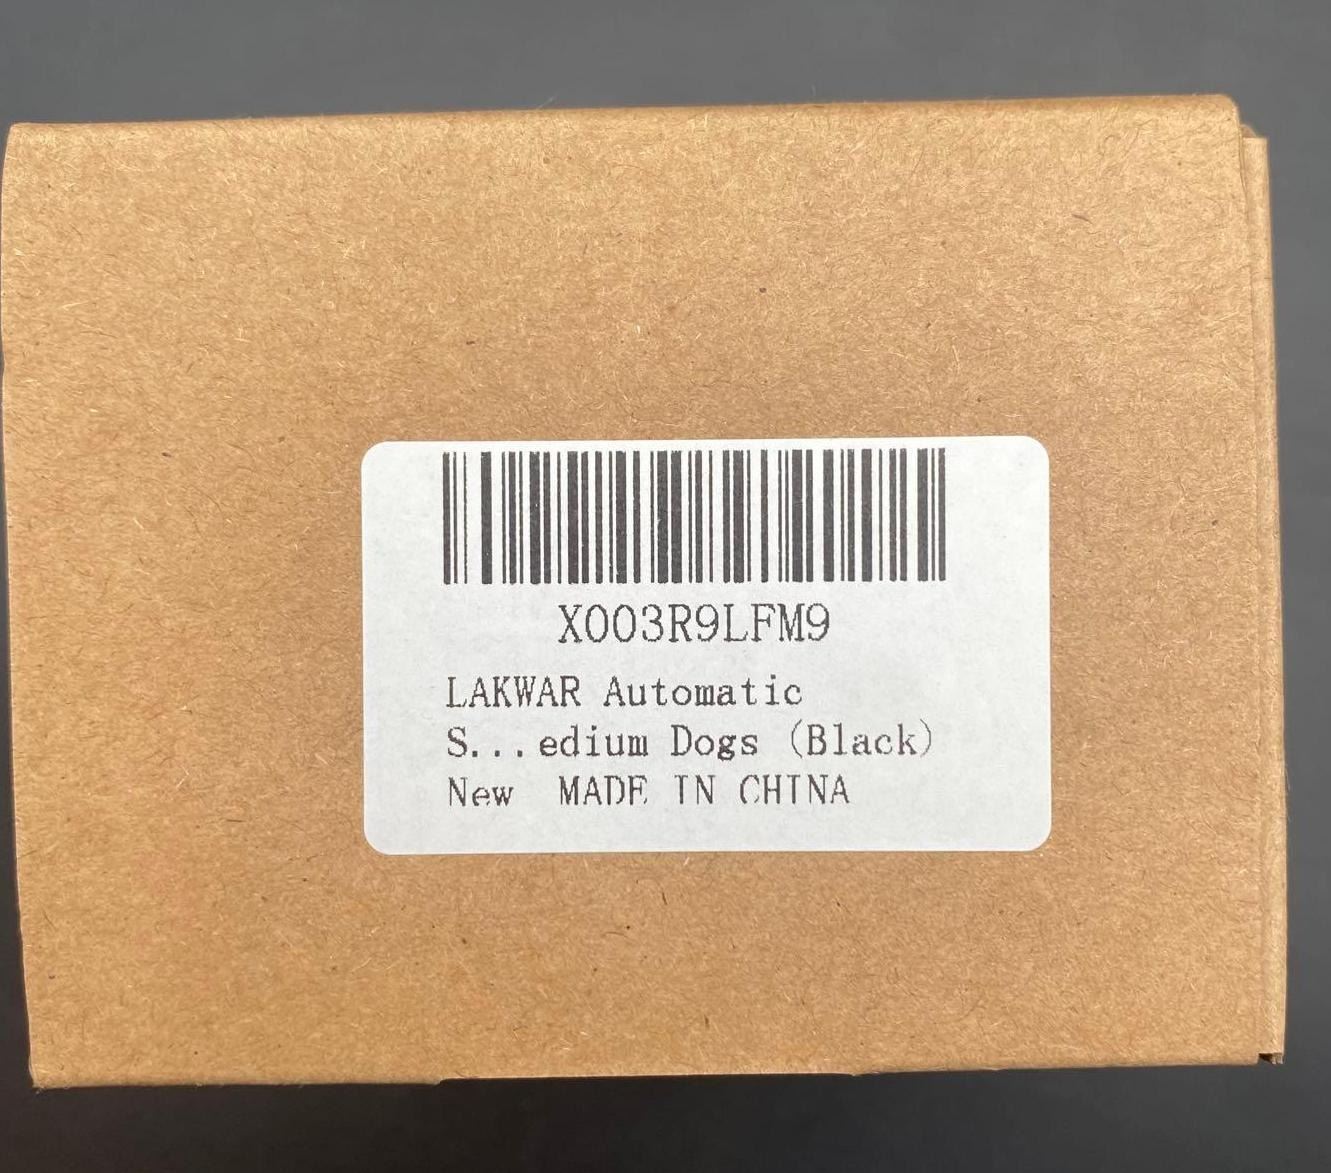 X003R9LFM9
LAKWAR Automatic
S...edium Dogs (Black)
New MADE IN CHINA